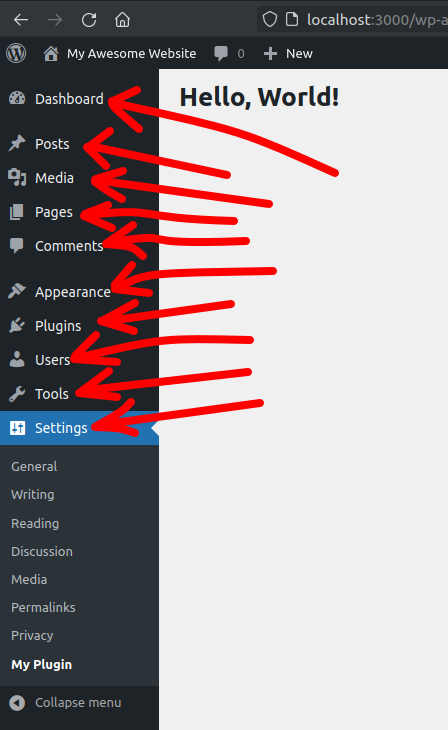 localhost:3000/wp-a
My Awesome Website 0 New
Hello, World!
Dashboard
Posts
Media
Pages
Comments
Appearance
Plugins
Users
Tools
Settings
General
Writing
Reading
Discussion
Media
Permalinks
Privacy
My Plugin
Collapse menu